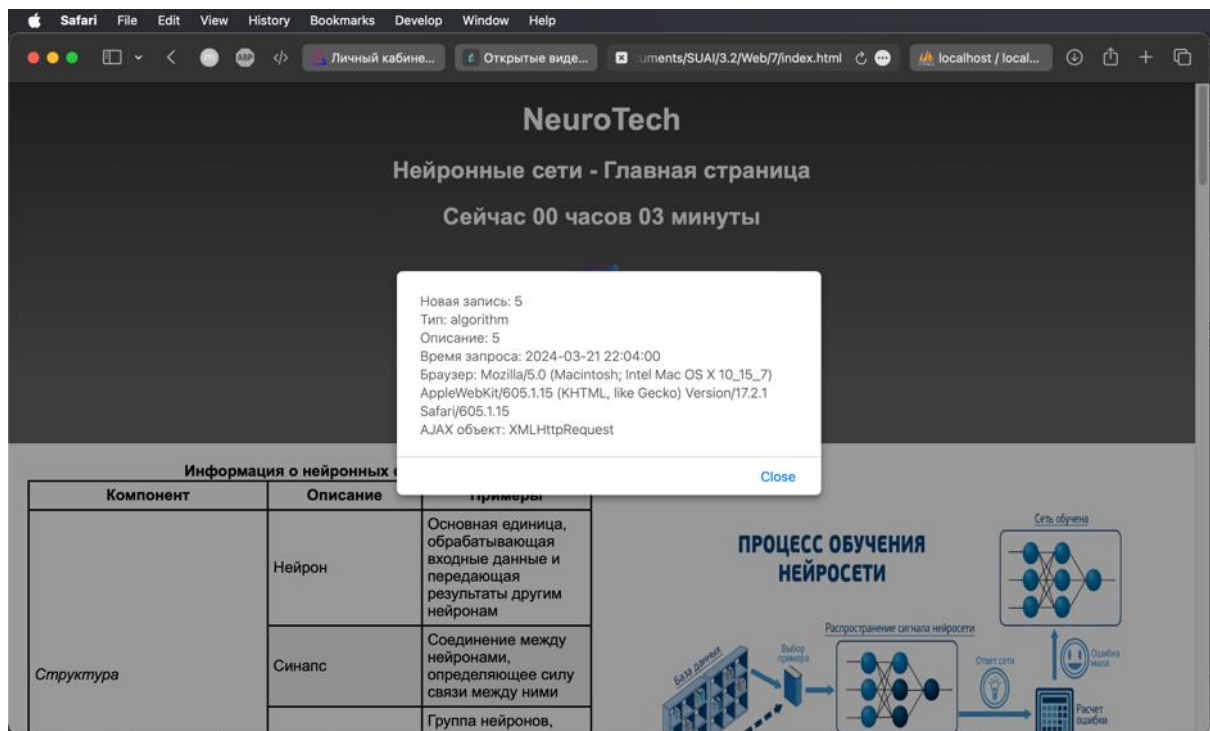 Safari File Edit View History Bookmarks Develop Window Help
ABP </> Личный кабине... Открытые виде... uments/SUAI/3.2/Web/7/index.html localhost / local...
NeuroTech
Нейронные сети - Главная страница
Сейчас 00 часов 03 минуты
Новая запись: 5
Тип: algorithm
Описание: 5
Время запроса: 2024-03-21 22:04:00
Браузер: Mozilla/5.0 (Macintosh; Intel Mac OS X 10_15_7)
AppleWebKit/605.1.15 (KHTML, like Gecko) Version/17.2.1
Safari/605.1.15
AJAX объект: XMLHttpRequest
Close
Информация о нейронных
Компонент Описание Примеры
Структура
Нейрон
Основная единица,
обрабатывающая
входные данные и
передающая
результаты другим
нейронам
Синапс
Соединение между
нейронами,
определяющее силу
связи между ними
Группа нейронов,
ПРОЦЕСС ОБУЧЕНИЯ
НЕЙРОСЕТИ
Сеть обучена
Распространение сигнала нейросети
База данных
Выбор
примера
Ответ сети
Ошибка
мала
Расчет
ошибки